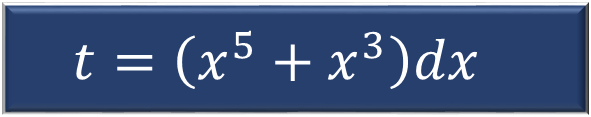 t = (x⁵ + x³)dx